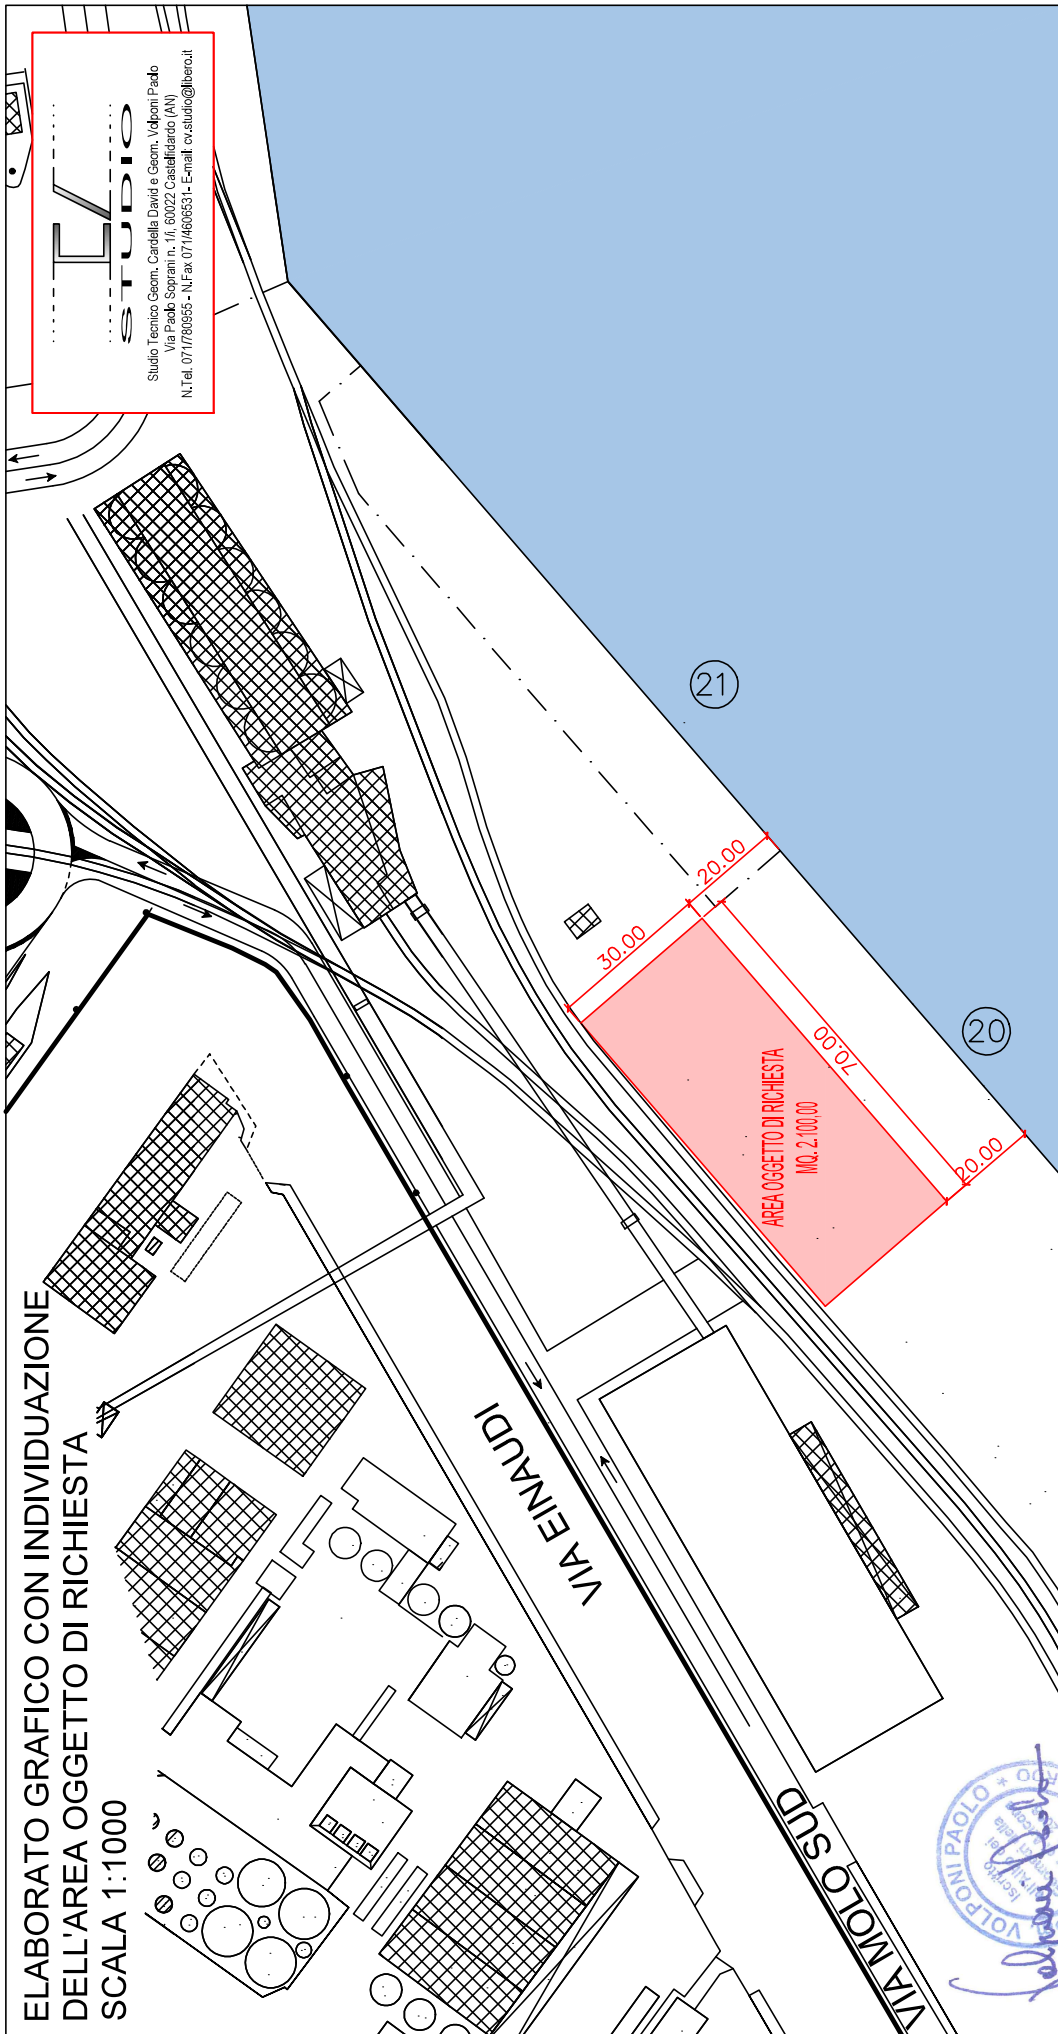 ELABORATO GRAFICO CON INDIVIDUAZIONE
DELL'AREA OGGETTO DI RICHIESTA
SCALA 1:1000
STUDIO
Studio Tecnico Geom. Cardella David e Geom. Volponi Paolo
Via Paolo Soprani n. 1/i, 60022 Castelfidardo (AN)
N.Tel. 071/780955 - N.Fax 071/4606531- E-mail: cv.studio@libero.it
VIA EINAUDI
VIA MOLO SUD
AREA OGGETTO DI RICHIESTA
MQ. 2.100,00
30.00
20.00
70.00
20.00
21
20
VOLPONI PAOLO
Iscritto